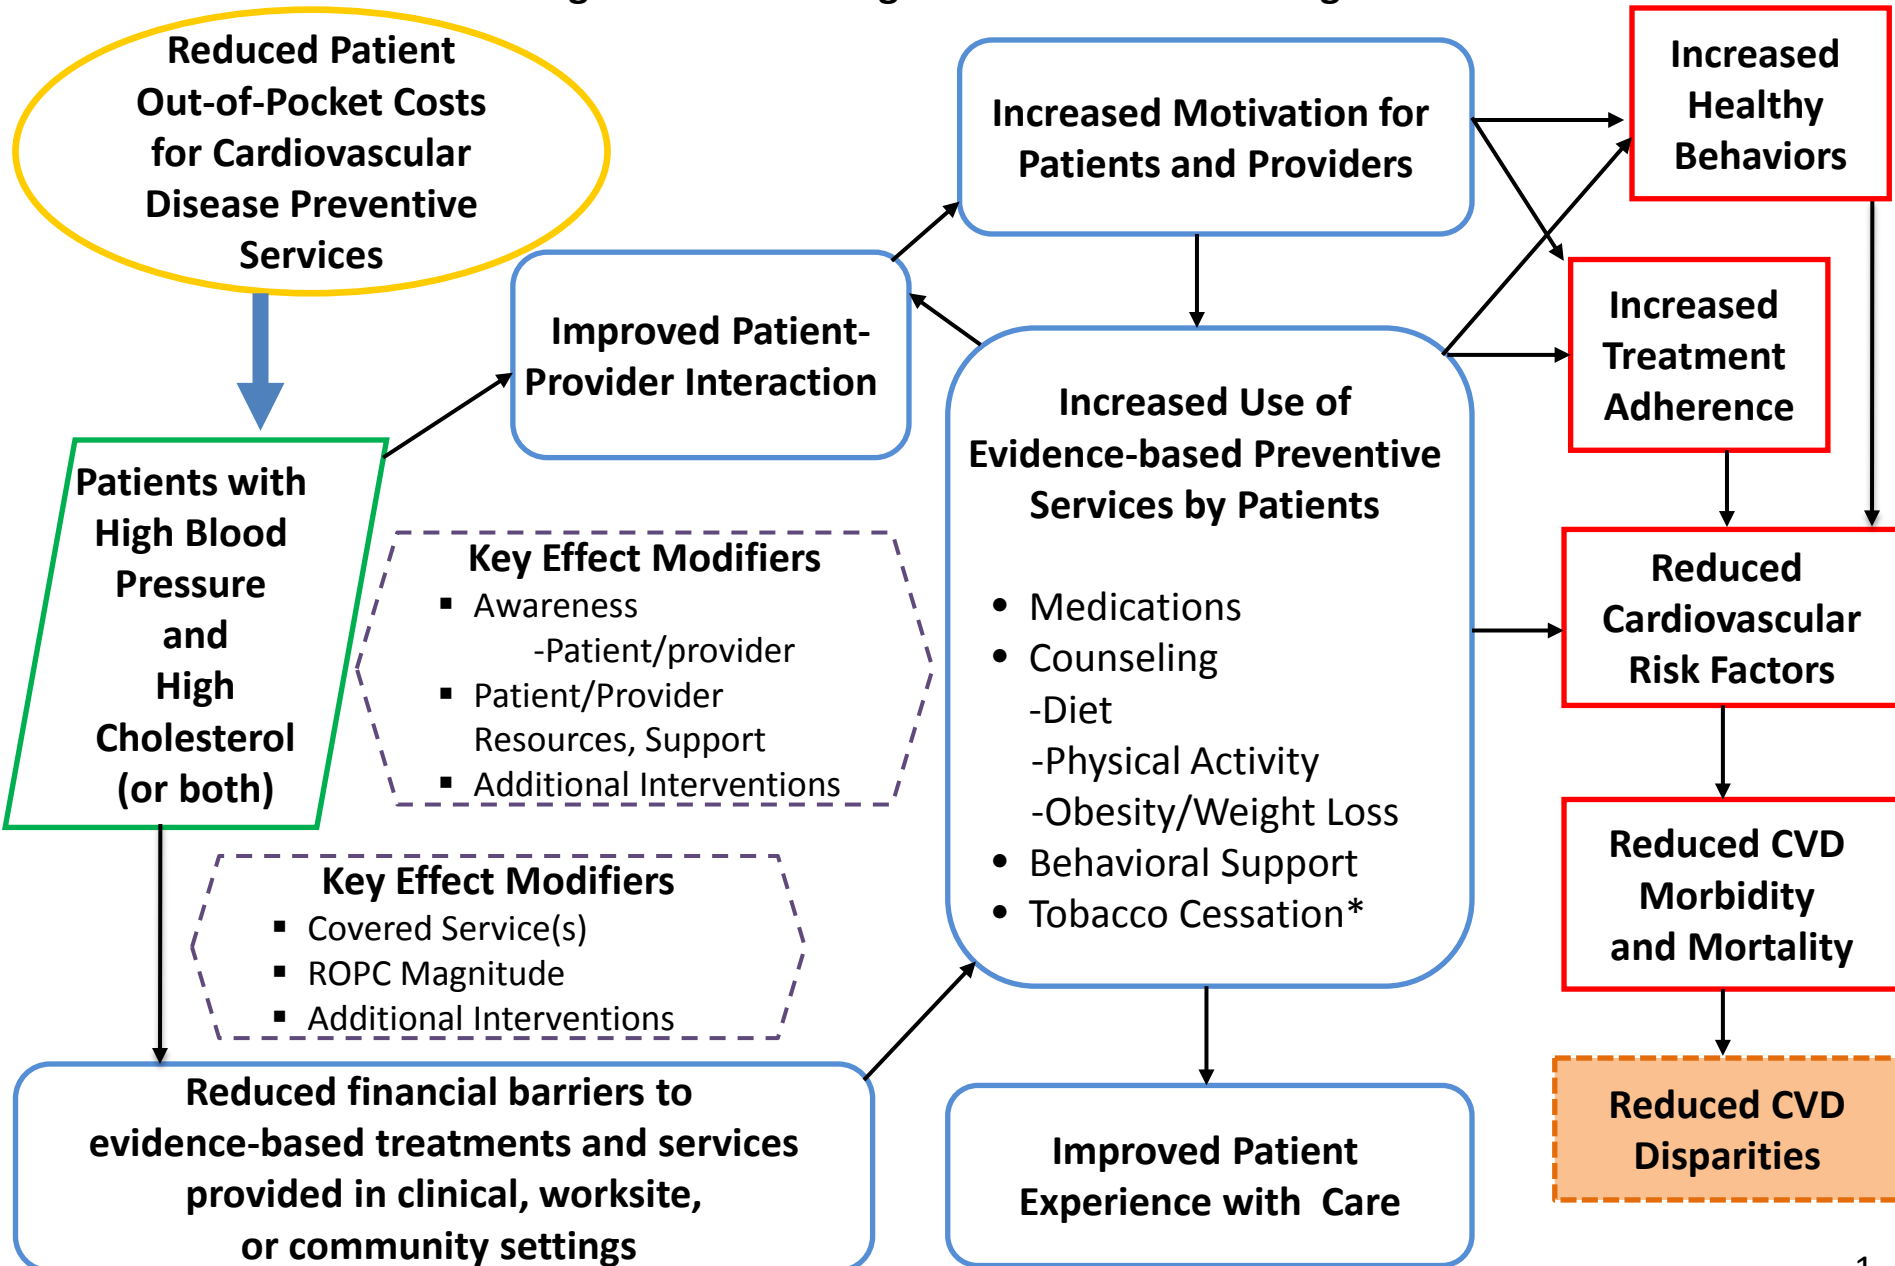 Reduced Patient
Out-of-Pocket Costs
for Cardiovascular
Disease Preventive
Services
Patients with
High Blood
Pressure
and
High
Cholesterol
(or both)
Improved Patient-
Provider Interaction
Increased Motivation for
Patients and Providers
Key Effect Modifiers
▪ Awareness
-Patient/provider
▪ Patient/Provider
Resources, Support
▪ Additional Interventions
Key Effect Modifiers
▪ Covered Service(s)
▪ ROPC Magnitude
▪ Additional Interventions
Reduced financial barriers to
evidence-based treatments and services
provided in clinical, worksite,
or community settings
Increased Use of
Evidence-based Preventive
Services by Patients
• Medications
• Counseling
-Diet
-Physical Activity
-Obesity/Weight Loss
• Behavioral Support
• Tobacco Cessation*
Improved Patient
Experience with Care
Increased
Healthy
Behaviors
Increased
Treatment
Adherence
Reduced
Cardiovascular
Risk Factors
Reduced CVD
Morbidity
and Mortality
Reduced CVD
Disparities
1